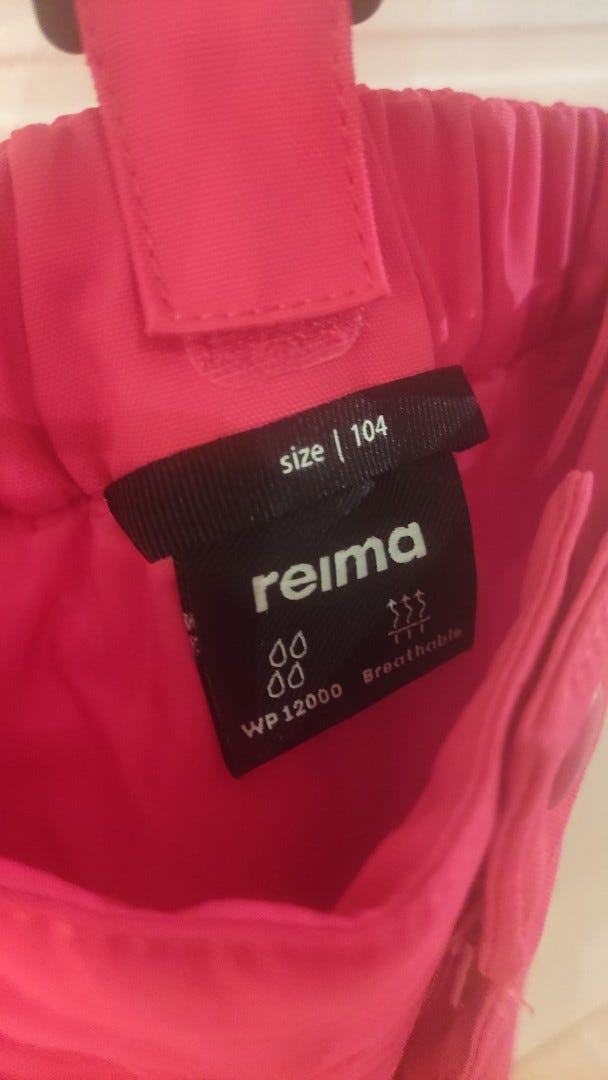 size | 104
reima
WP 12000 Breathable